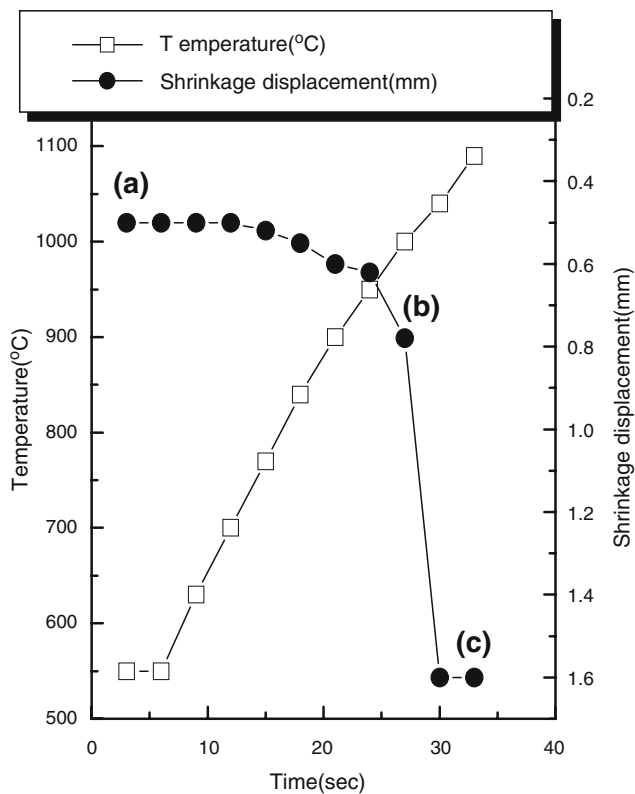 T emperature(°C)
Shrinkage displacement(mm)
(a)
(b)
(c)
1100
1000
900
800
700
600
500
Temperature(°C)
0.2
0.4
0.6
0.8
1.0
1.2
1.4
1.6
Shrinkage displacement(mm)
0 10 20 30 40
Time(sec)